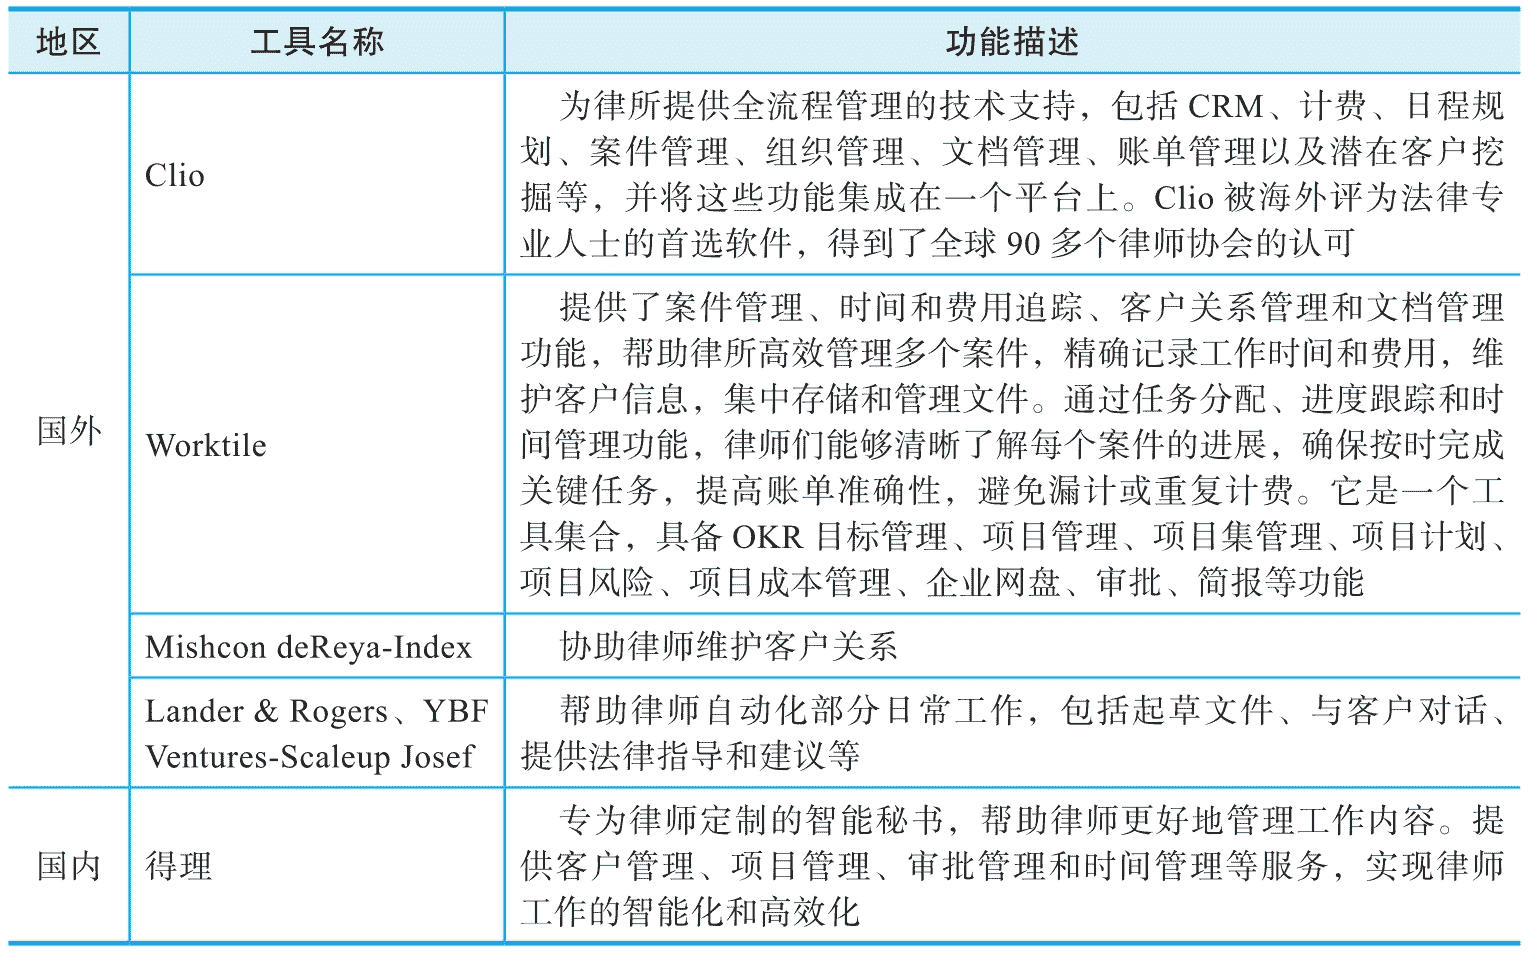 地区 工具名称 功能描述
国外
Clio
为律所提供全流程管理的技术支持，包括 CRM、计费、日程规
划、案件管理、组织管理、文档管理、账单管理以及潜在客户挖
掘等，并将这些功能集成在一个平台上。Clio 被海外评为法律专
业人士的首选软件，得到了全球 90 多个律师协会的认可
Worktile
提供了案件管理、时间和费用追踪、客户关系管理和文档管理
功能，帮助律所高效管理多个案件，精确记录工作时间和费用，维
护客户信息，集中存储和管理文件。通过任务分配、进度跟踪和时
间管理功能，律师们能够清晰了解每个案件的进展，确保按时完成
关键任务，提高账单准确性，避免漏计或重复计费。它是一个工
具集合，具备 OKR 目标管理、项目管理、项目集管理、项目计划、
项目风险、项目成本管理、企业网盘、审批、简报等功能
Mishcon deReya-Index
协助律师维护客户关系
Lander & Rogers、YBF
Ventures-Scaleup Josef
帮助律师自动化部分日常工作，包括起草文件、与客户对话、
提供法律指导和建议等
国内
得理
专为律师定制的智能秘书，帮助律师更好地管理工作内容。提
供客户管理、项目管理、审批管理和时间管理等服务，实现律师
工作的智能化和高效化